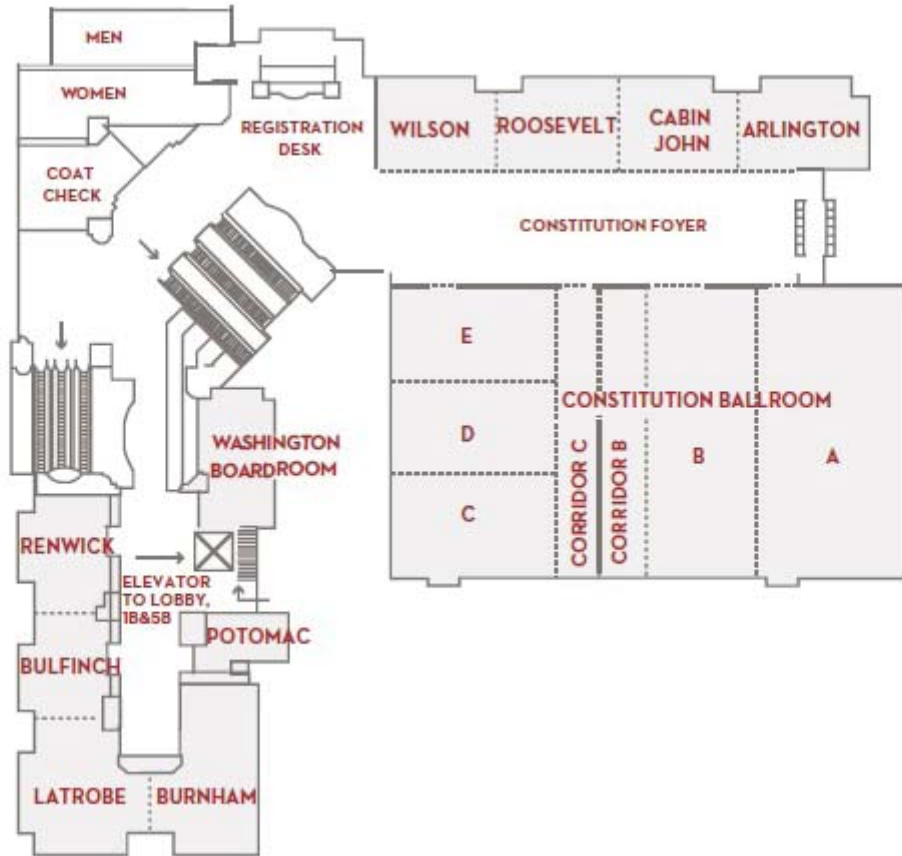 MEN
WOMEN
COAT
CHECK
REGISTRATION
DESK
WILSON
ROOSEVELT
CABIN
JOHN
ARLINGTON
CONSTITUTION FOYER
E
CONSTITUTION BALLROOM
D
C
CORRIDOR C
CORRIDOR B
B
A
WASHINGTON
BOARDROOM
RENWICK
ELEVATOR
TO LOBBY,
1B&5B
POTOMAC
BULFINCH
LATROBE
BURNHAM